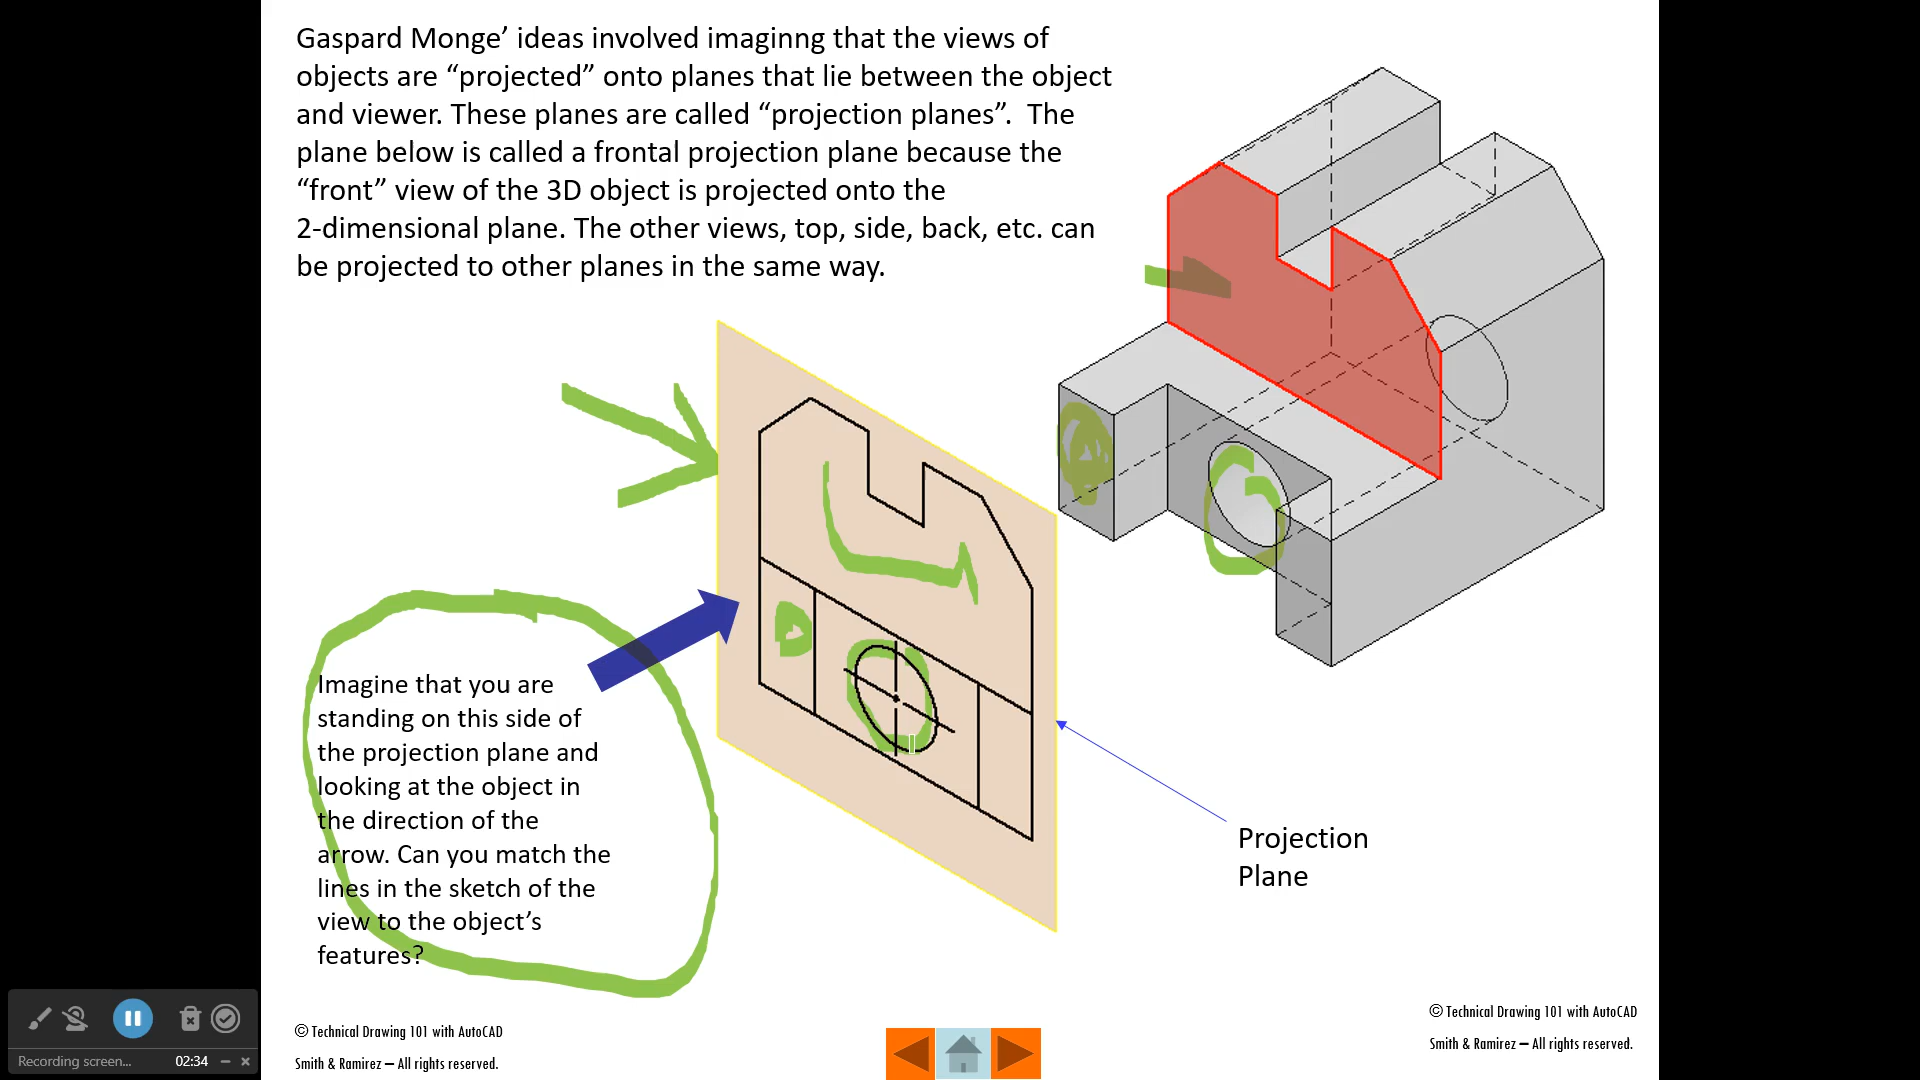 Gaspard Monge’ ideas involved imaginng that the views of
objects are “projected” onto planes that lie between the object
and viewer. These planes are called “projection planes”.  The
plane below is called a frontal projection plane because the
“front” view of the 3D object is projected onto the
2-dimensional plane. The other views, top, side, back, etc. can
be projected to other planes in the same way.
Imagine that you are
standing on this side of
the projection plane and
looking at the object in
the direction of the
arrow. Can you match the
lines in the sketch of the
view to the object’s
features?
Projection
Plane
Recording screen... 02:34
© Technical Drawing 101 with AutoCAD
Smith & Ramirez – All rights reserved.
© Technical Drawing 101 with AutoCAD
Smith & Ramirez – All rights reserved.